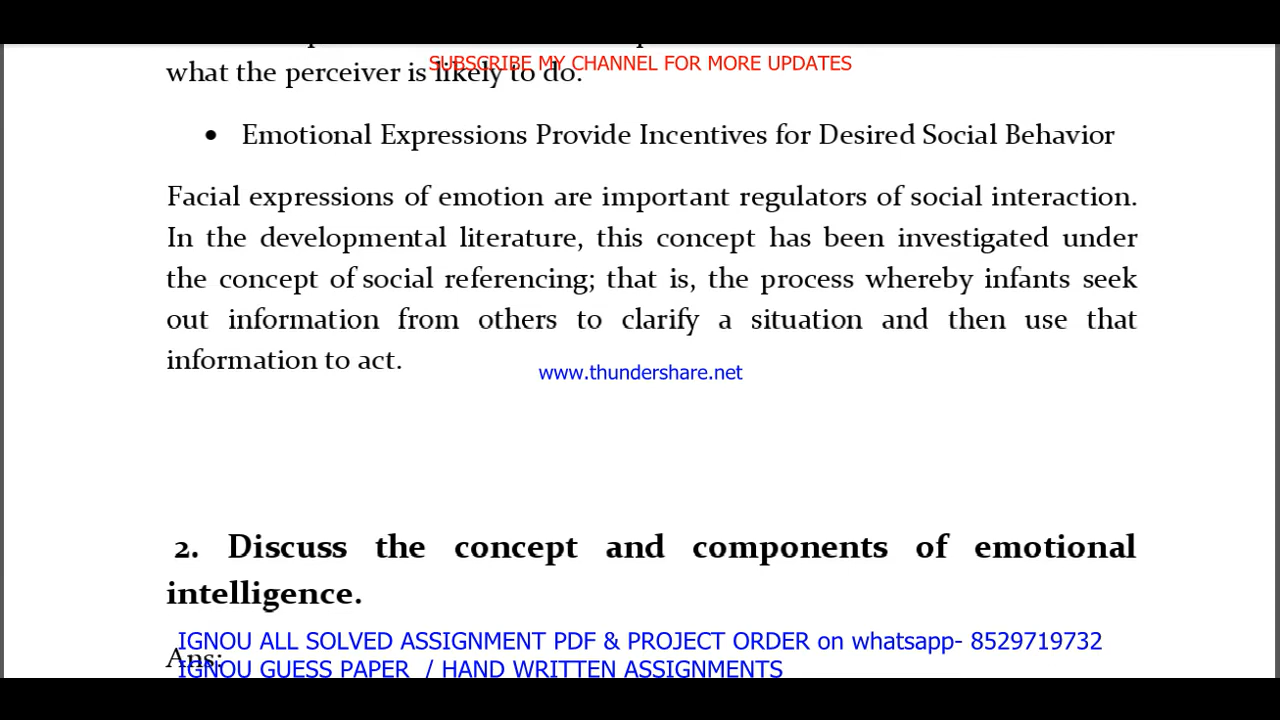 SUBSCRIBE MY CHANNEL FOR MORE UPDATES
what the perceiver is likely to do.
• Emotional Expressions Provide Incentives for Desired Social Behavior
Facial expressions of emotion are important regulators of social interaction.
In the developmental literature, this concept has been investigated under
the concept of social referencing; that is, the process whereby infants seek
out information from others to clarify a situation and then use that
information to act.
www.thundershare.net
2. Discuss the concept and components of emotional
intelligence.
IGNOU ALL SOLVED ASSIGNMENT PDF & PROJECT ORDER on whatsapp- 8529719732
Ans:
IGNOU GUESS PAPER / HAND WRITTEN ASSIGNMENTS